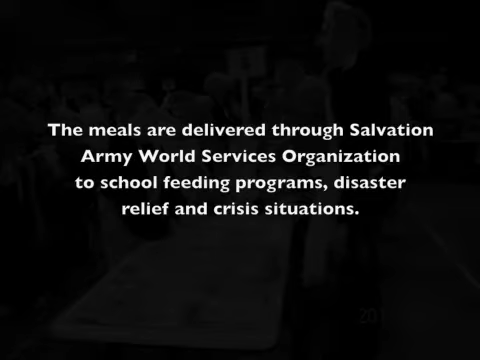 The meals are delivered through Salvation
Army World Services Organization
to school feeding programs, disaster
relief and crisis situations.